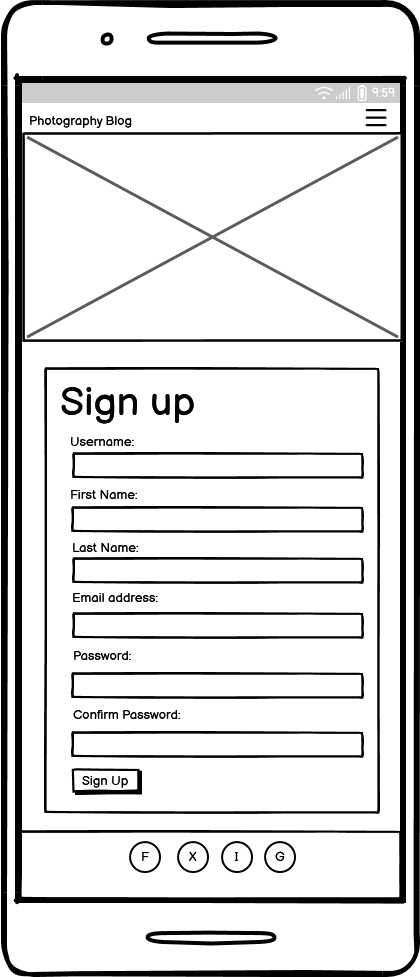 9:59
Photography Blog
Sign up
Username:
First Name:
Last Name:
Email address:
Password:
Confirm Password:
Sign Up
F X I G